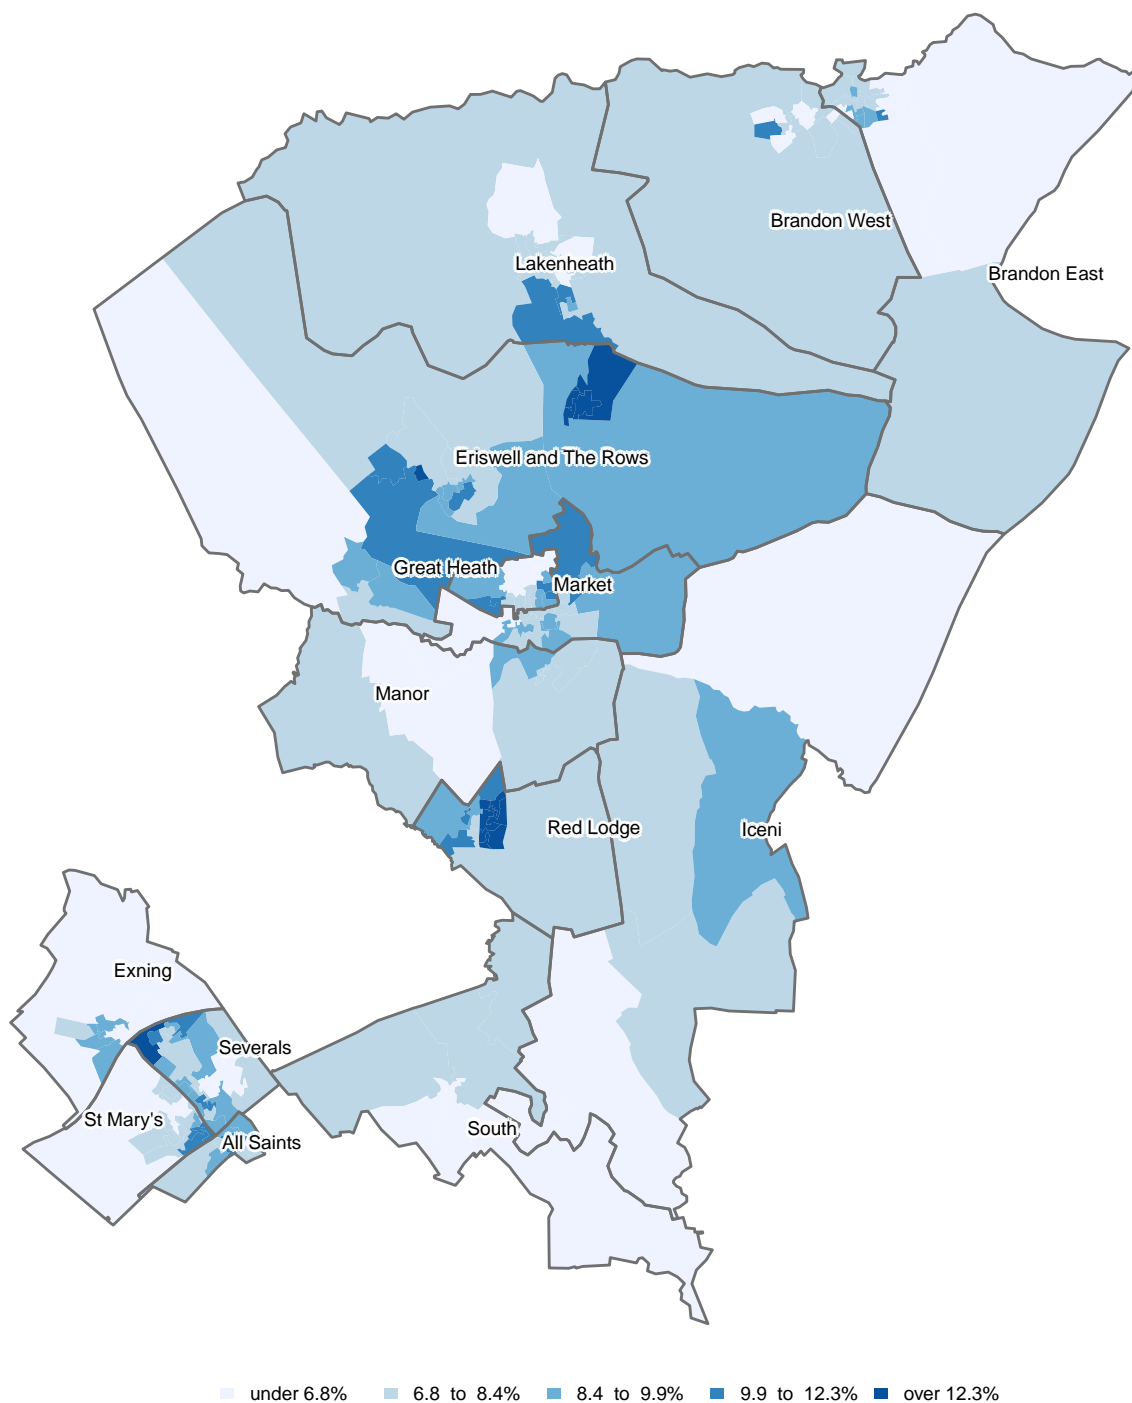 Brandon West
Lakenheath
Brandon East
Eriswell and The Rows
Great Heath
Market
Manor
Red Lodge
Iceni
Exning
Severals
St Mary's
South
All Saints
under 6.8%
6.8 to 8.4%
8.4 to 9.9%
9.9 to 12.3%
over 12.3%